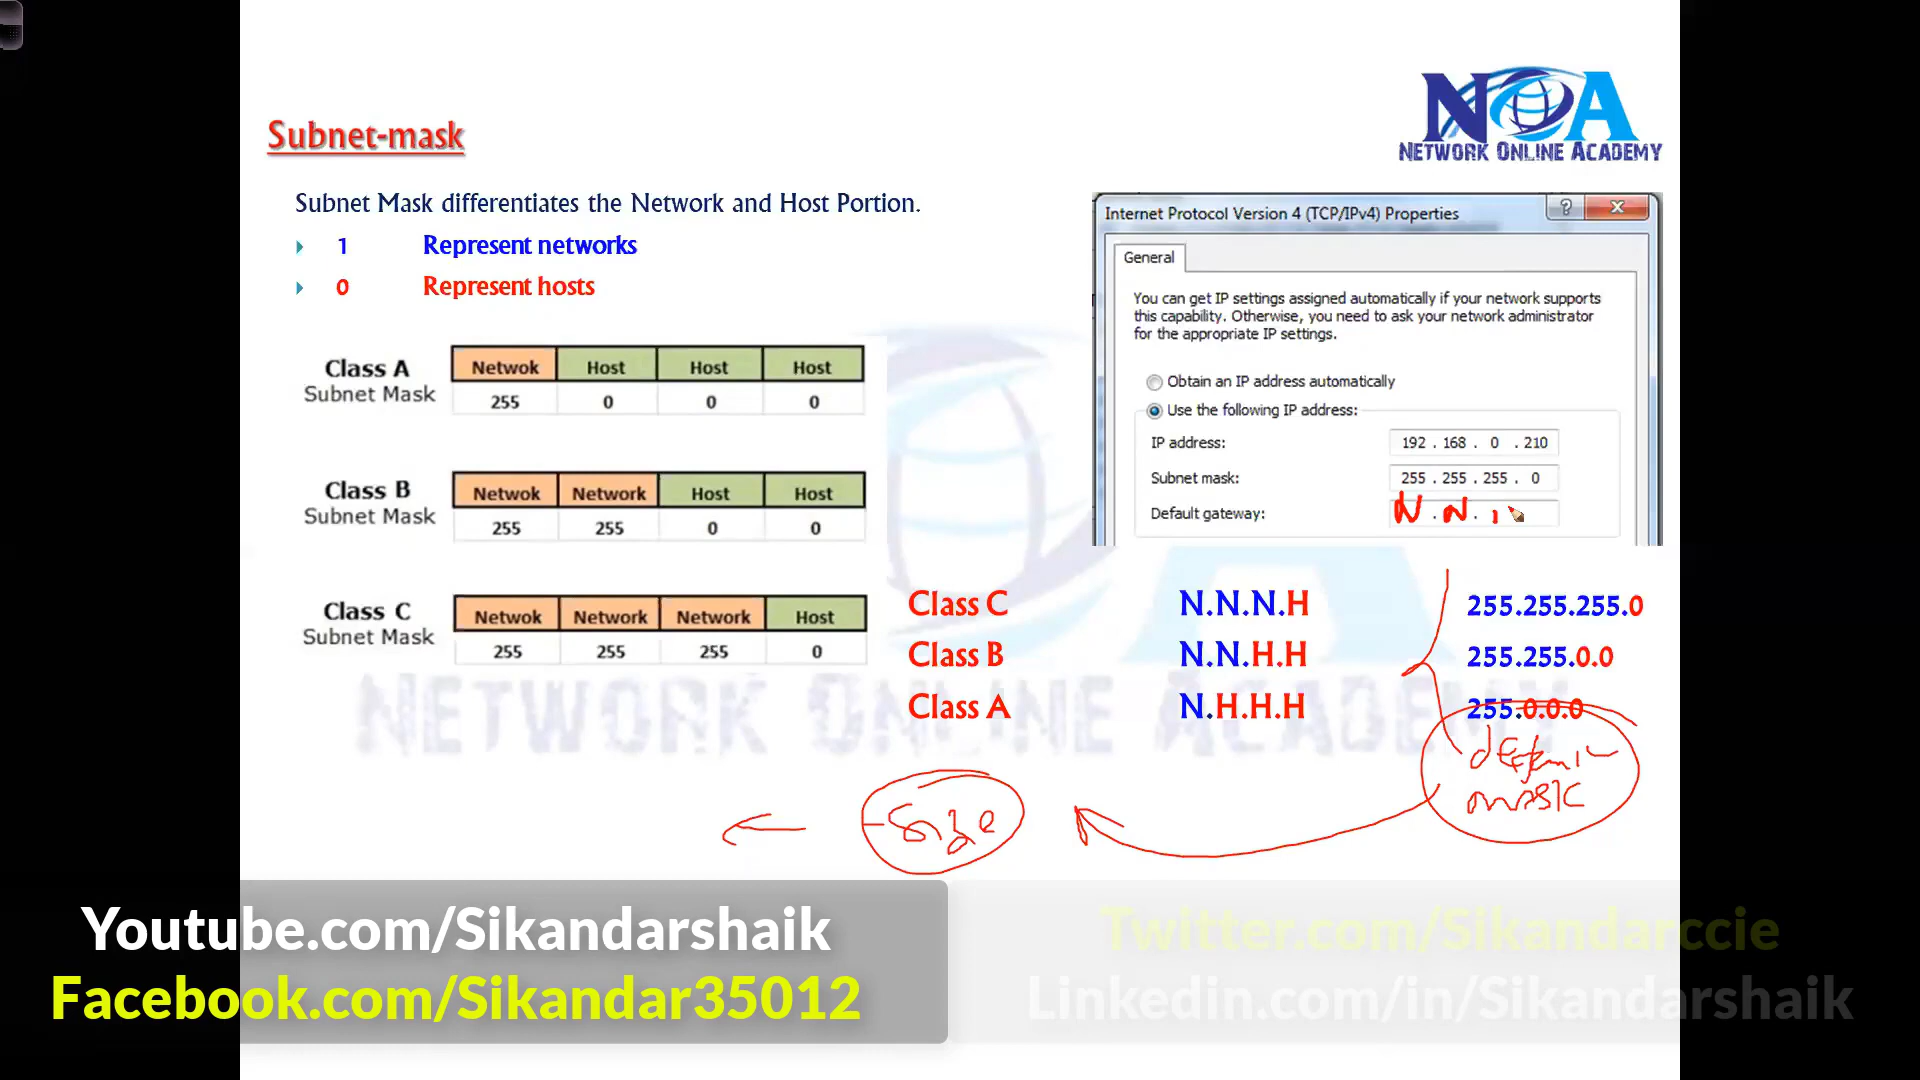 NOA
NETWORK ONLINE ACADEMY
Subnet-mask
Subnet Mask differentiates the Network and Host Portion.
1 Represent networks
0 Represent hosts
Class A
Subnet Mask
Netwok Host Host Host
255 0 0 0
Class B
Subnet Mask
Netwok Network Host Host
255 255 0 0
Class C
Subnet Mask
Netwok Network Network Host
255 255 255 0
Internet Protocol Version 4 (TCP/IPv4) Properties
General
You can get IP settings assigned automatically if your network supports
this capability. Otherwise, you need to ask your network administrator
for the appropriate IP settings.
Obtain an IP address automatically
Use the following IP address:
IP address: 192 . 168 . 0 . 210
Subnet mask: 255 . 255 . 255 . 0
Default gateway: N . N .
Class C N.N.N.H 255.255.255.0
Class B N.N.H.H 255.255.0.0
Class A N.H.H.H 255.0.0.0
mask
Size
NETWORK ONLINE ACADEMY
Youtube.com/Sikandarshaik
Facebook.com/Sikandar35012
Twitter.com/Sikandarccie
Linkedin.com/in/Sikandarshaik